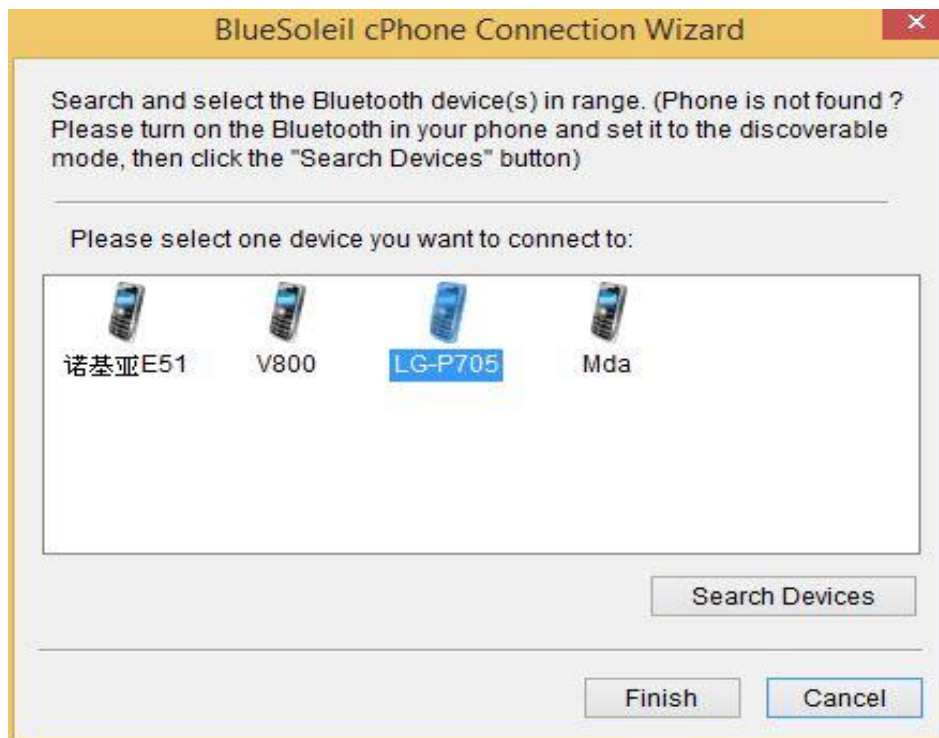 BlueSoleil cPhone Connection Wizard
Search and select the Bluetooth device(s) in range. (Phone is not found ?
Please turn on the Bluetooth in your phone and set it to the discoverable
mode, then click the "Search Devices" button)
Please select one device you want to connect to:
诺基亚E51 V800 LG-P705 Mda
Search Devices
Finish Cancel